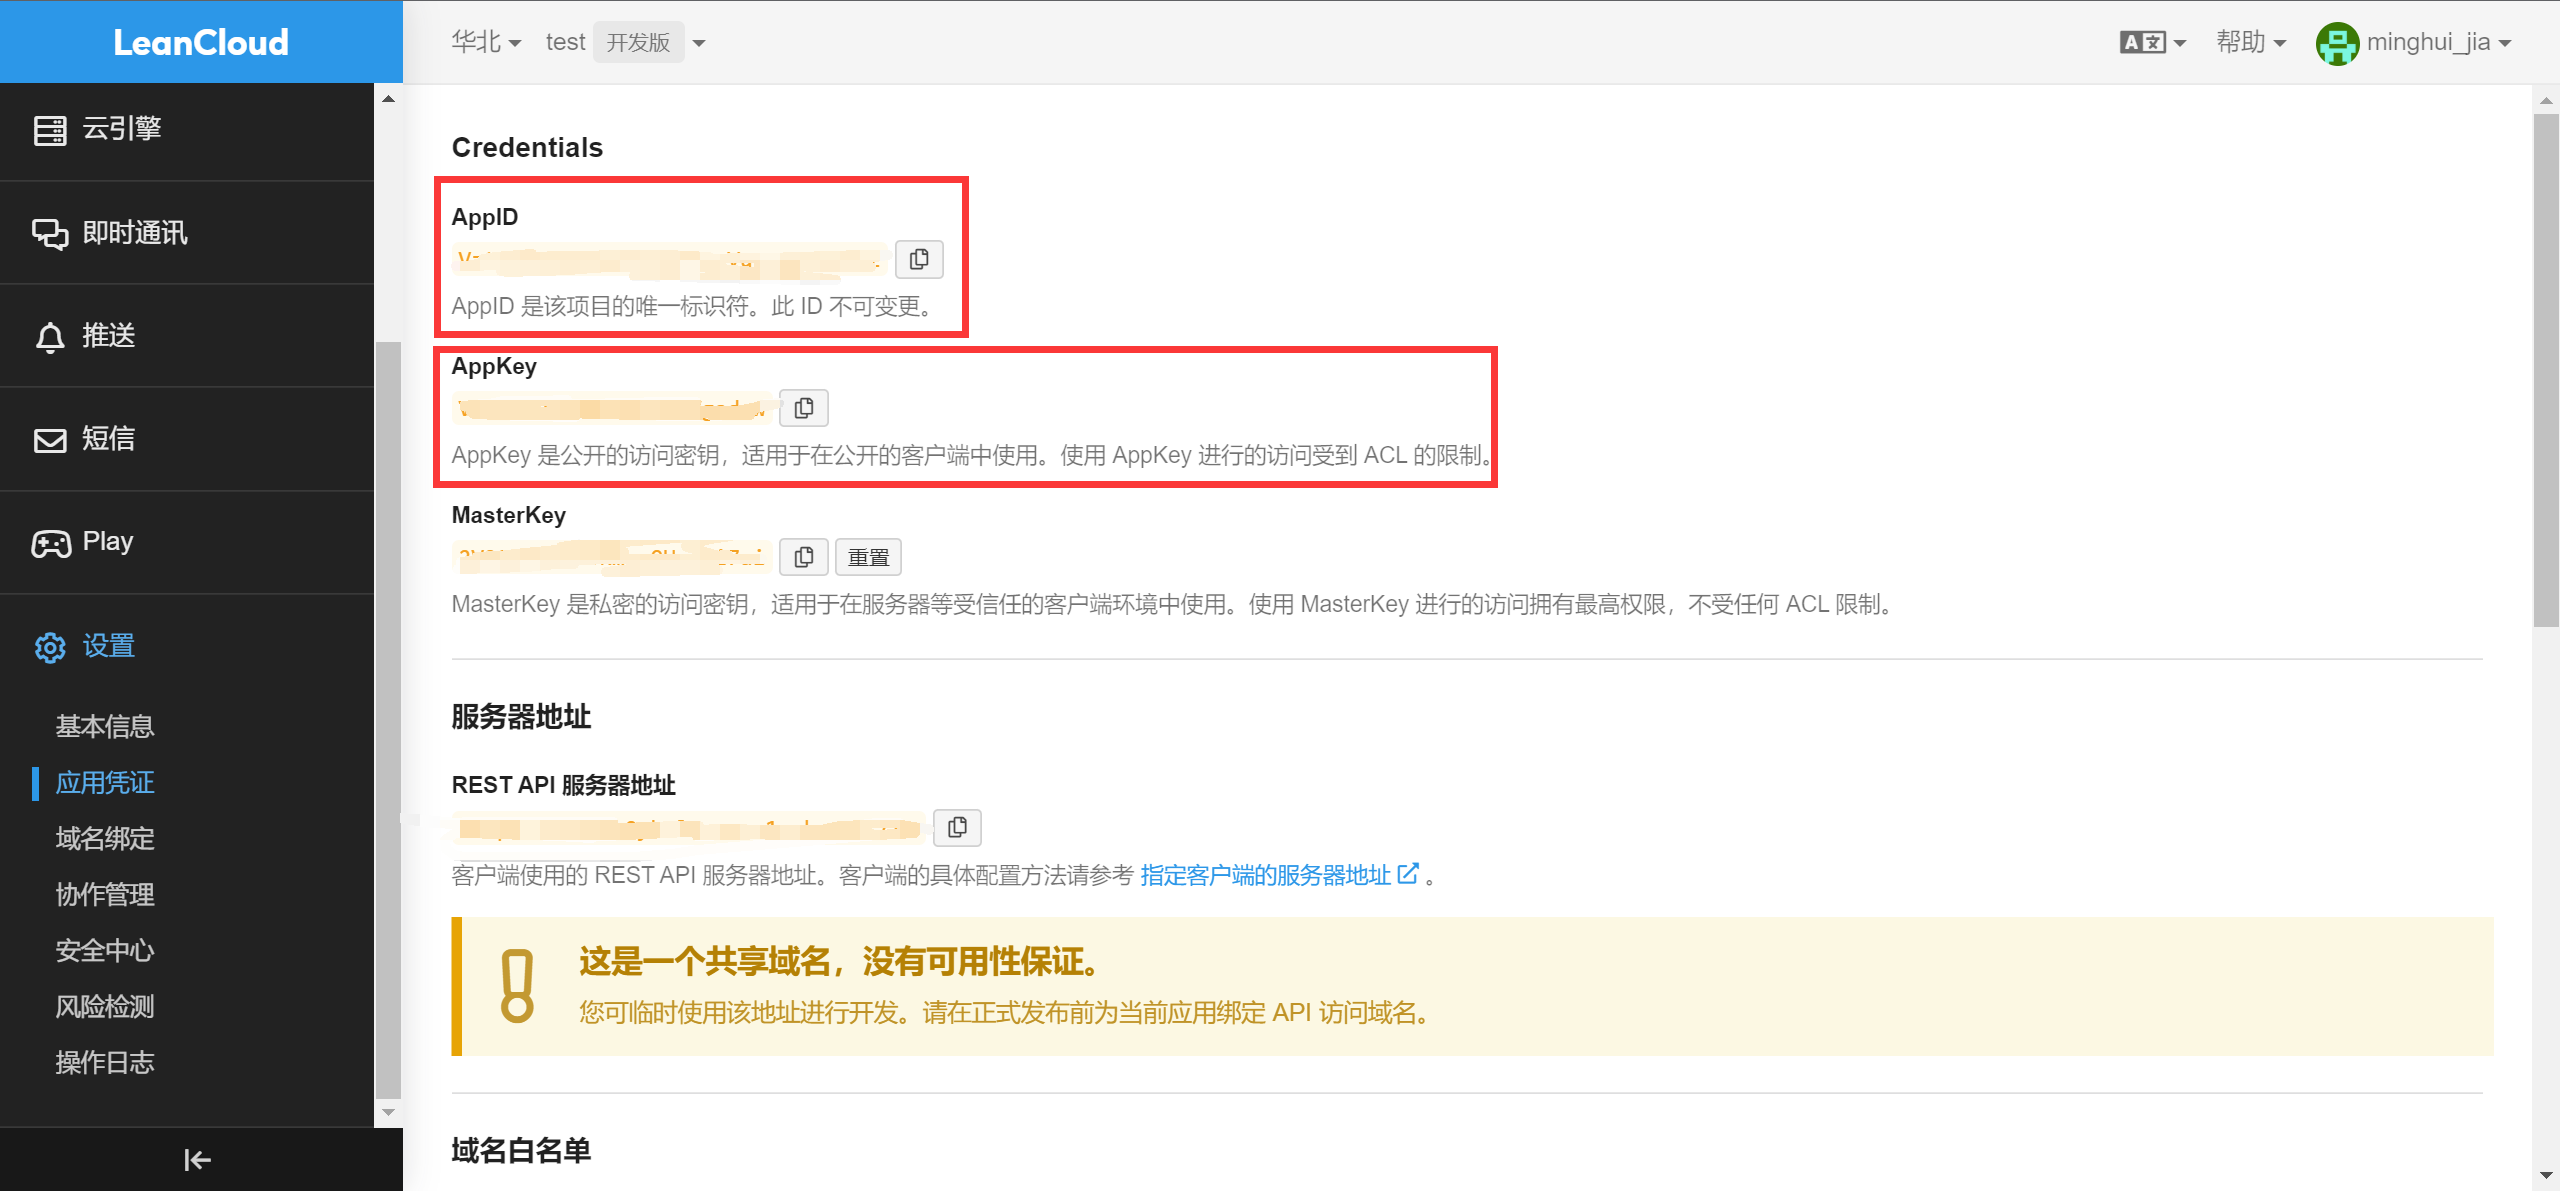 LeanCloud
华北
test
开发版
帮助
minghui_jia
云引擎
即时通讯
推送
短信
Play
设置
基本信息
应用凭证
域名绑定
协作管理
安全中心
风险检测
操作日志
Credentials
AppID
AppID 是该项目的唯一标识符。此 ID 不可变更。
AppKey
AppKey 是公开的访问密钥，适用于在公开的客户端中使用。使用 AppKey 进行的访问受到 ACL 的限制。
MasterKey
重置
MasterKey 是私密的访问密钥，适用于在服务器等受信任的客户端环境中使用。使用 MasterKey 进行的访问拥有最高权限，不受任何 ACL 限制。
服务器地址
REST API 服务器地址
客户端使用的 REST API 服务器地址。客户端的具体配置方法请参考 指定客户端的服务器地址 。
这是一个共享域名，没有可用性保证。
您可临时使用该地址进行开发。请在正式发布前为当前应用绑定 API 访问域名。
域名白名单